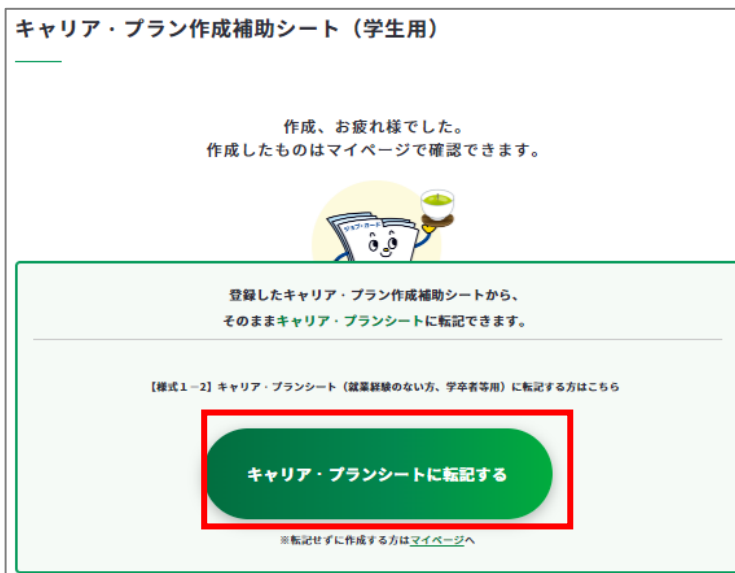 キャリア・プラン作成補助シート（学生用）
作成、お疲れ様でした。
作成したものはマイページで確認できます。
ジョブ・カード
登録したキャリア・プラン作成補助シートから、
そのままキャリア・プランシートに転記できます。
【様式１－２】キャリア・プランシート（就業経験のない方、学卒者等用）に転記する方はこちら
キャリア・プランシートに転記する
※転記せずに作成する方はマイページへ